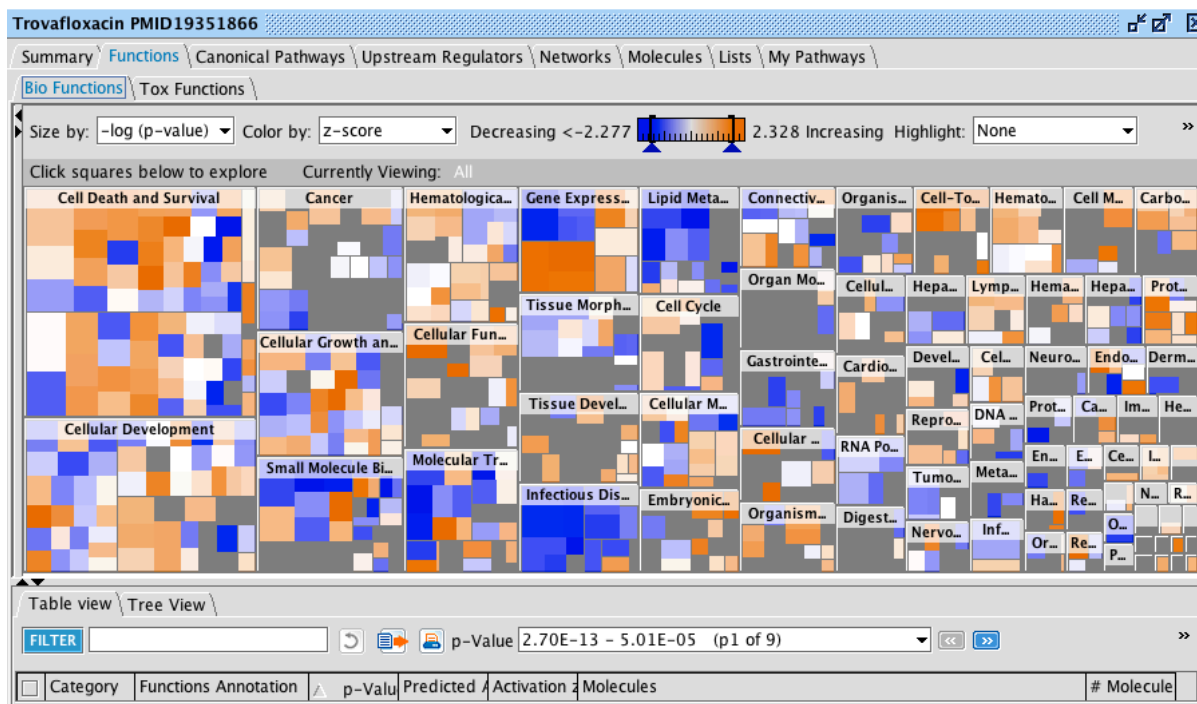 Trovafloxacin PMID19351866
Summary Functions Canonical Pathways Upstream Regulators Networks Molecules Lists My Pathways
Bio Functions Tox Functions
Size by: -log (p-value) Color by: z-score Decreasing <-2.277 2.328 Increasing Highlight: None »
Click squares below to explore Currently Viewing: All
Cell Death and Survival Cancer Hematologica... Gene Express... Lipid Meta... Connectiv... Organis... Cell-To... Hemato... Cell M... Carbo...
Organ Mo... Cellul... Hepa... Lymp... Hema... Hepa... Prot...
Tissue Morph... Cell Cycle
Cellular Growth an... Cellular Fun... Gastrointe... Cardio... Devel... Cel... Neuro... Endo... Derm...
Tissue Devel... Cellular M... Repro... DNA ... Prot... Ca... Im... He...
Cellular Development Cellular ... RNA Po...
Small Molecule Bi... Molecular Tr... Tumo... Meta... En... E... Ce... I...
Infectious Dis... Embryonic... Organism... Digest... Ha... Re... N... R...
Nervo... Inf... Or... Re... O...
P...
Table view Tree View
FILTER p-Value 2.70E-13 - 5.01E-05 (p1 of 9) << >> »
Category Functions Annotation p-Valu Predicted A Activation z Molecules # Molecule